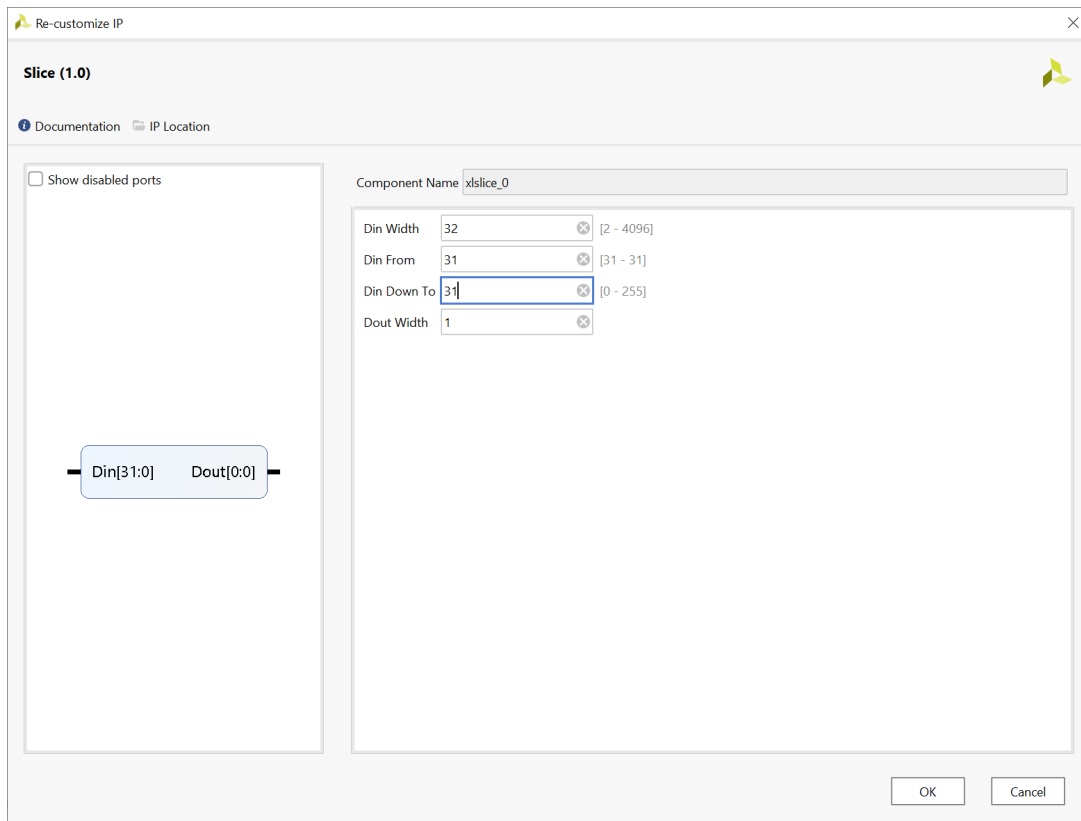 Re-customize IP
Slice (1.0)
Documentation IP Location
Show disabled ports
Component Name xlslice_0
Din Width 32 [2 - 4096]
Din From 31 [31 - 31]
Din Down To 31 [0 - 255]
Dout Width 1
Din[31:0] Dout[0:0]
OK Cancel